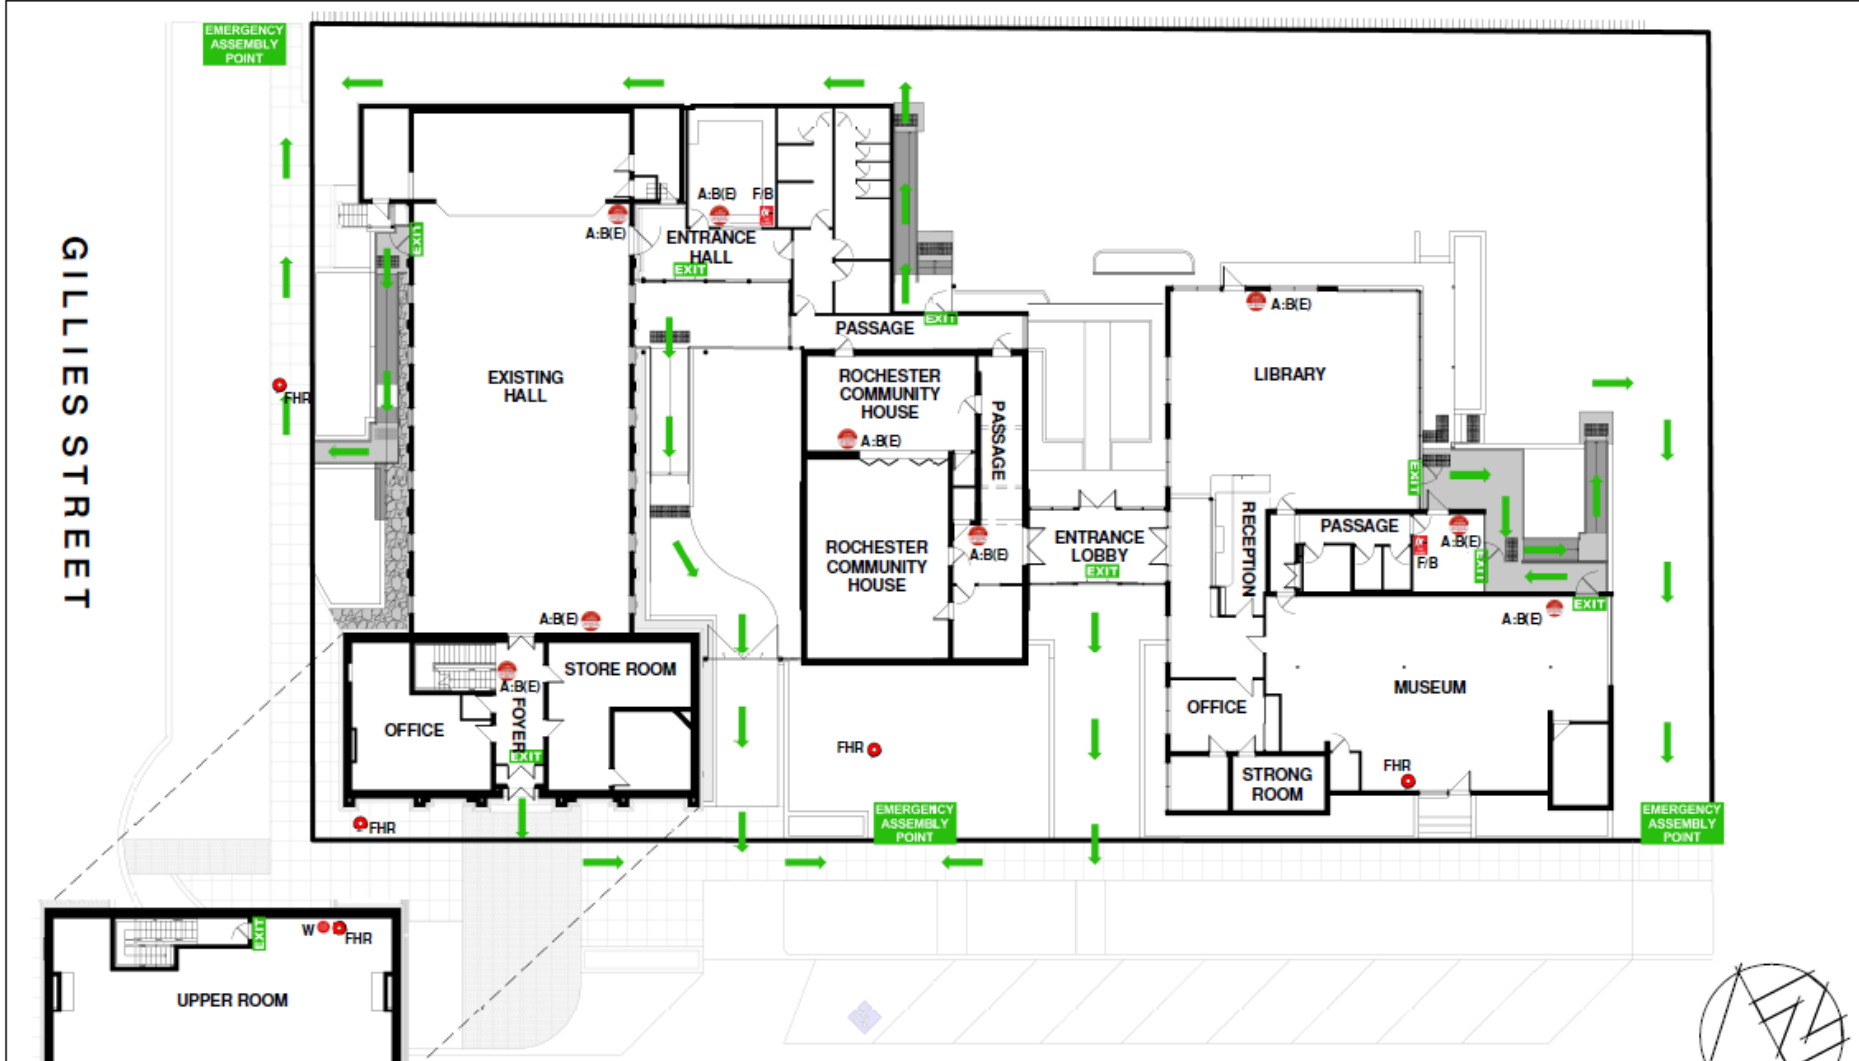 EMERGENCY
ASSEMBLY
POINT
GILLIES STREET
A:B(E)
F/B
A:B(E)
ENTRANCE
HALL
EXIT
EXIT
EXIT
PASSAGE
A:B(E)
LIBRARY
EXISTING
HALL
ROCHESTER
COMMUNITY
HOUSE
A:B(E)
PASSAGE
FHR
EXIT
RECEPTION
PASSAGE
A:B(E)
F/B
EXIT
EXIT
ENTRANCE
LOBBY
EXIT
ROCHESTER
COMMUNITY
HOUSE
A:B(E)
A:B(E)
A:B(E)
STORE ROOM
A:B(E)
FOYER
OFFICE
EXIT
MUSEUM
OFFICE
FHR
FHR
STRONG
ROOM
FHR
EMERGENCY
ASSEMBLY
POINT
EMERGENCY
ASSEMBLY
POINT
W
FHR
EXIT
UPPER ROOM